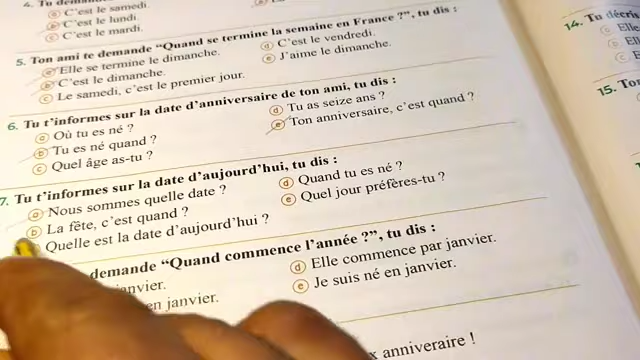 4. Tu
ⓐ C'est le samedi.
ⓑ C'est le lundi.
ⓒ C'est le mardi.
5. Ton ami te demande “Quand se termine la semaine en France ?”, tu dis :
ⓐ Elle se termine le dimanche.
ⓓ C'est le vendredi.
ⓑ C'est le dimanche.
ⓔ J'aime le dimanche.
ⓒ Le samedi, c'est le premier jour.
6. Tu t'informes sur la date d'anniversaire de ton ami, tu dis :
ⓐ Où tu es né ?
ⓓ Tu as seize ans ?
ⓑ Tu es né quand ?
ⓔ Ton anniversaire, c'est quand ?
ⓒ Quel âge as-tu ?
7. Tu t'informes sur la date d'aujourd'hui, tu dis :
ⓐ Nous sommes quelle date ?
ⓓ Quand tu es né ?
ⓑ La fête, c'est quand ?
ⓔ Quel jour préfères-tu ?
Quelle est la date d'aujourd'hui ?
demande “Quand commence l'année ?”, tu dis :
janvier.
ⓓ Elle commence par janvier.
en janvier.
ⓔ Je suis né en janvier.
anniveraire !
14. Tu décris
ⓐ Elle
ⓑ Ell
ⓒ E
15. Ton